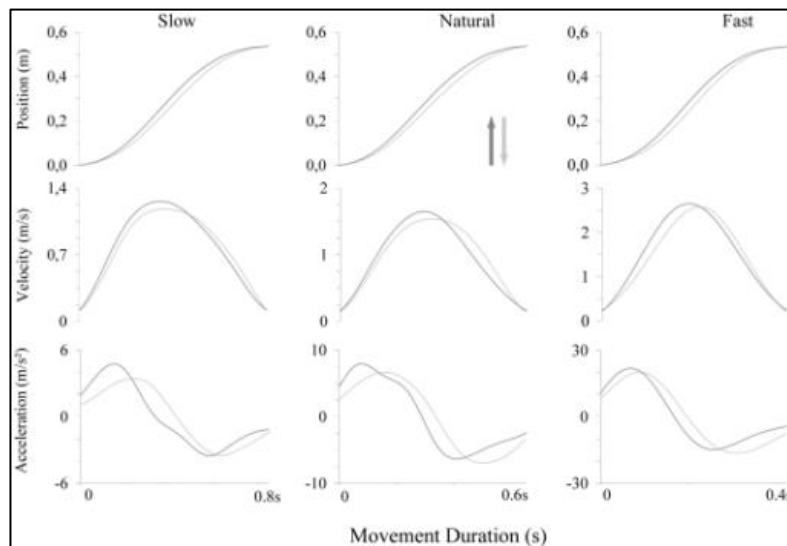 Slow Natural Fast
Position (m)
0,6 0,6 0,6
0,4 0,4 0,4
0,2 0,2 0,2
0,0 0,0 0,0
Velocity (m/s)
1,4 2 3
2
0,7 1
1
0 0 0
Acceleration (m/s²)
6 10 30
0 0 0
-6 -10 -30
0 0.8s 0 0.6s 0 0.4s
Movement Duration (s)